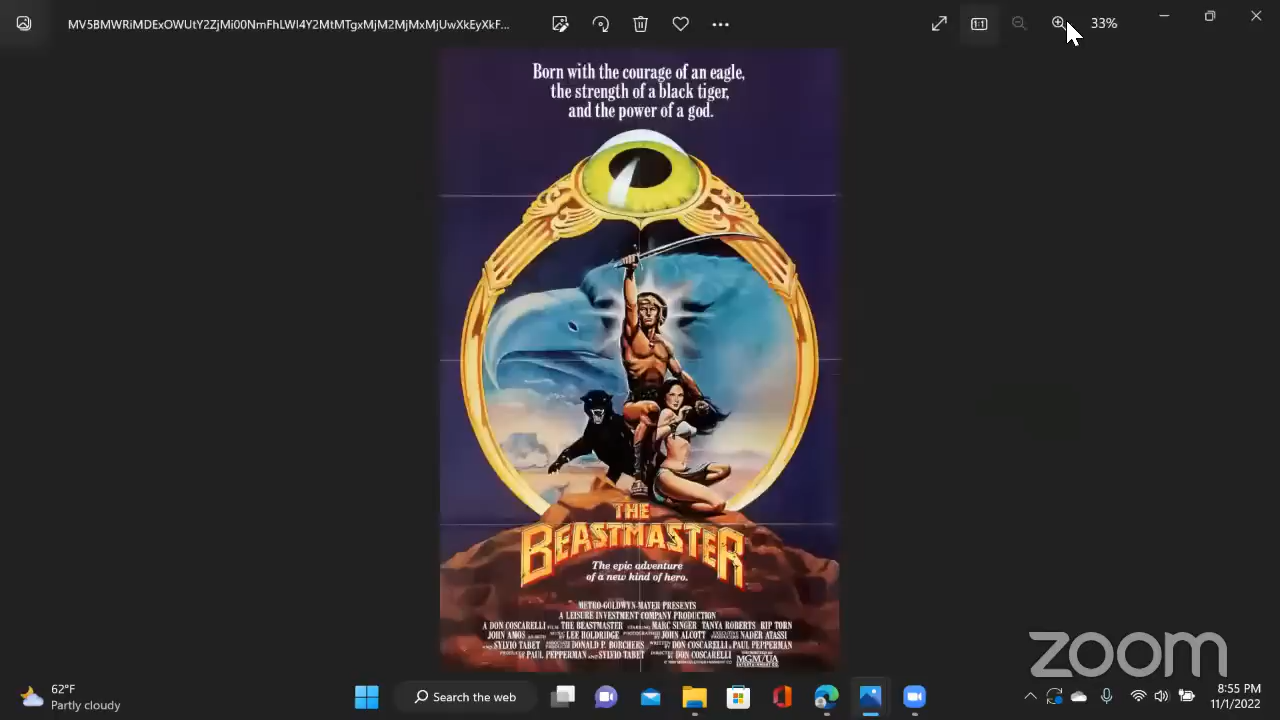 MV5BMWRiMDExOWUtY2ZjMi00NmFhLWI4Y2MtMTgxMjM2MjMxMjUwXkEyXkF...
33%
Born with the courage of an eagle,
the strength of a black tiger,
and the power of a god.
THE
BEASTMASTER
The epic adventure
of a new kind of hero.
METRO-GOLDWYN-MAYER PRESENTS
A LEISURE INVESTMENT COMPANY PRODUCTION
A DON COSCARELLI FILM THE BEASTMASTER STARRING MARC SINGER TANYA ROBERTS RIP TORN
JOHN AMOS LEE HOLDRIDGE JOHN ALCOTT NADER ATASSI
AND SYLVIO TABET DONALD P. BORCHERS DON COSCARELLI & PAUL PEPPERMAN
PAUL PEPPERMAN AND SYLVIO TABET DON COSCARELLI
MGM/UA
zoom
62°F
Partly cloudy
Search the web
8:55 PM
11/1/2022